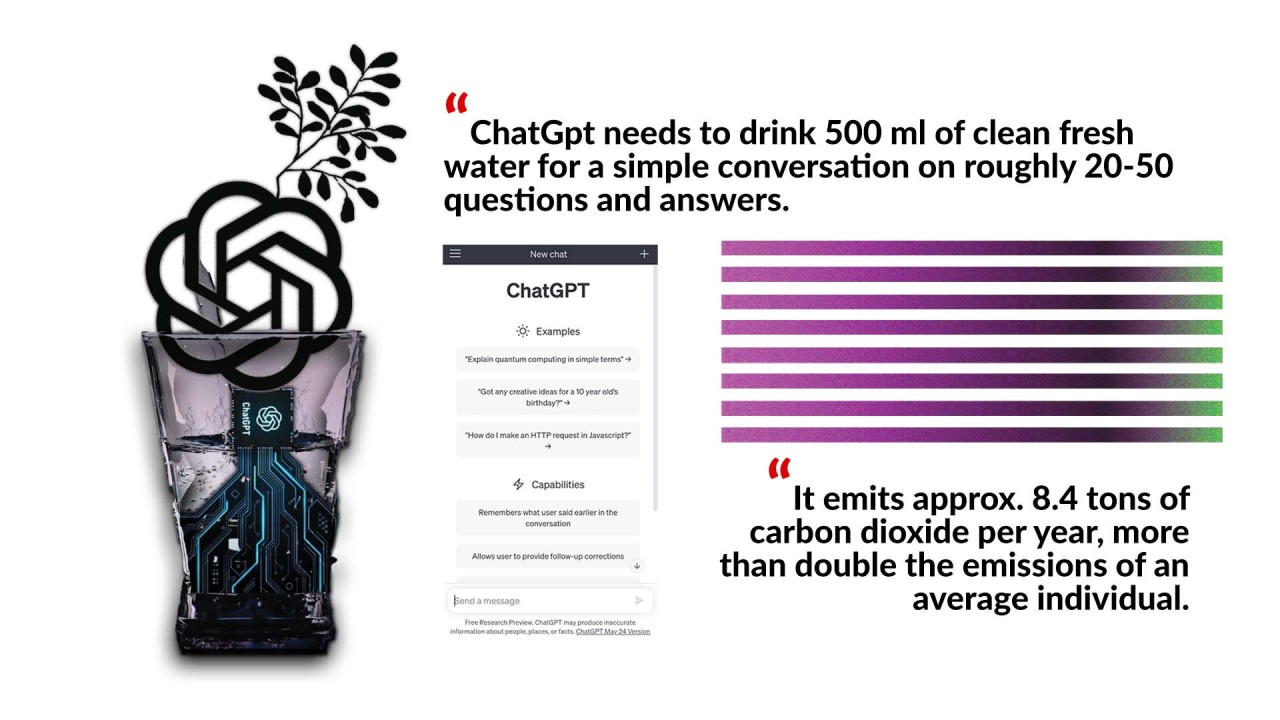 “ChatGpt needs to drink 500 ml of clean fresh
water for a simple conversation on roughly 20-50
questions and answers.
New chat
ChatGPT
Examples
"Explain quantum computing in simple terms" →
"Got any creative ideas for a 10 year old's
birthday?" →
"How do I make an HTTP request in Javascript?"
→
Capabilities
Remembers what user said earlier in the
conversation
Allows user to provide follow-up corrections
Send a message
Free Research Preview. ChatGPT may produce inaccurate
information about people, places, or facts. ChatGPT May 24 Version
ChatGPT
“It emits approx. 8.4 tons of
carbon dioxide per year, more
than double the emissions of an
average individual.